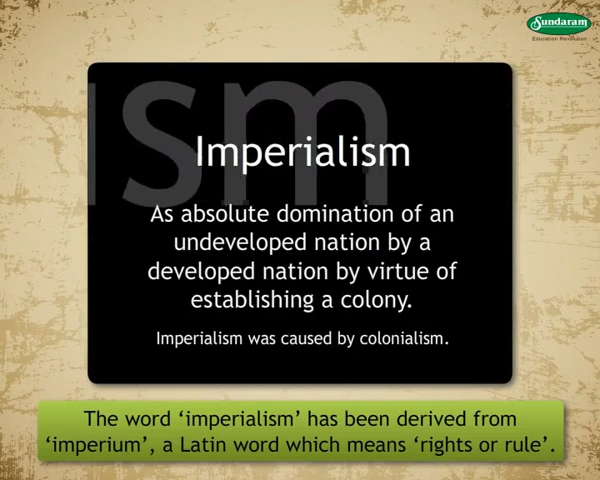 Sundaram
Education Revolution
ism
Imperialism
As absolute domination of an
undeveloped nation by a
developed nation by virtue of
establishing a colony.
Imperialism was caused by colonialism.
The word ‘imperialism’ has been derived from
‘imperium’, a Latin word which means ‘rights or rule’.